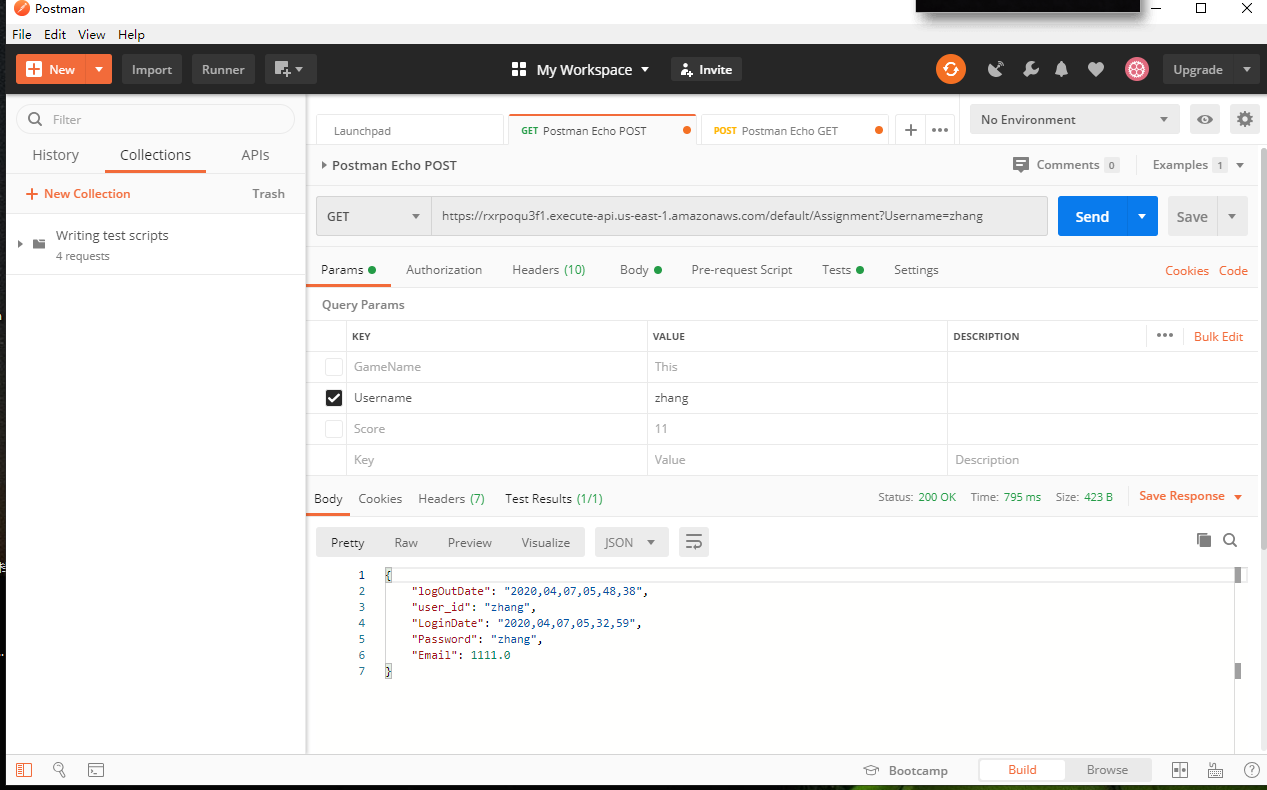 Postman
File Edit View Help
New Import Runner My Workspace Invite Upgrade
Filter
History Collections APIs
New Collection Trash
Writing test scripts
4 requests
Launchpad GET Postman Echo POST POST Postman Echo GET No Environment
Postman Echo POST Comments 0 Examples 1
GET https://rxrpoqu3f1.execute-api.us-east-1.amazonaws.com/default/Assignment?Username=zhang Send Save
Params Authorization Headers (10) Body Pre-request Script Tests Settings Cookies Code
Query Params
KEY VALUE DESCRIPTION Bulk Edit
GameName This
Username zhang
Score 11
Key Value Description
Body Cookies Headers (7) Test Results (1/1) Status: 200 OK Time: 795 ms Size: 423 B Save Response
Pretty Raw Preview Visualize JSON
1 {
2 "logOutDate": "2020,04,07,05,48,38",
3 "user_id": "zhang",
4 "LoginDate": "2020,04,07,05,32,59",
5 "Password": "zhang",
6 "Email": 1111.0
7 }
Bootcamp Build Browse